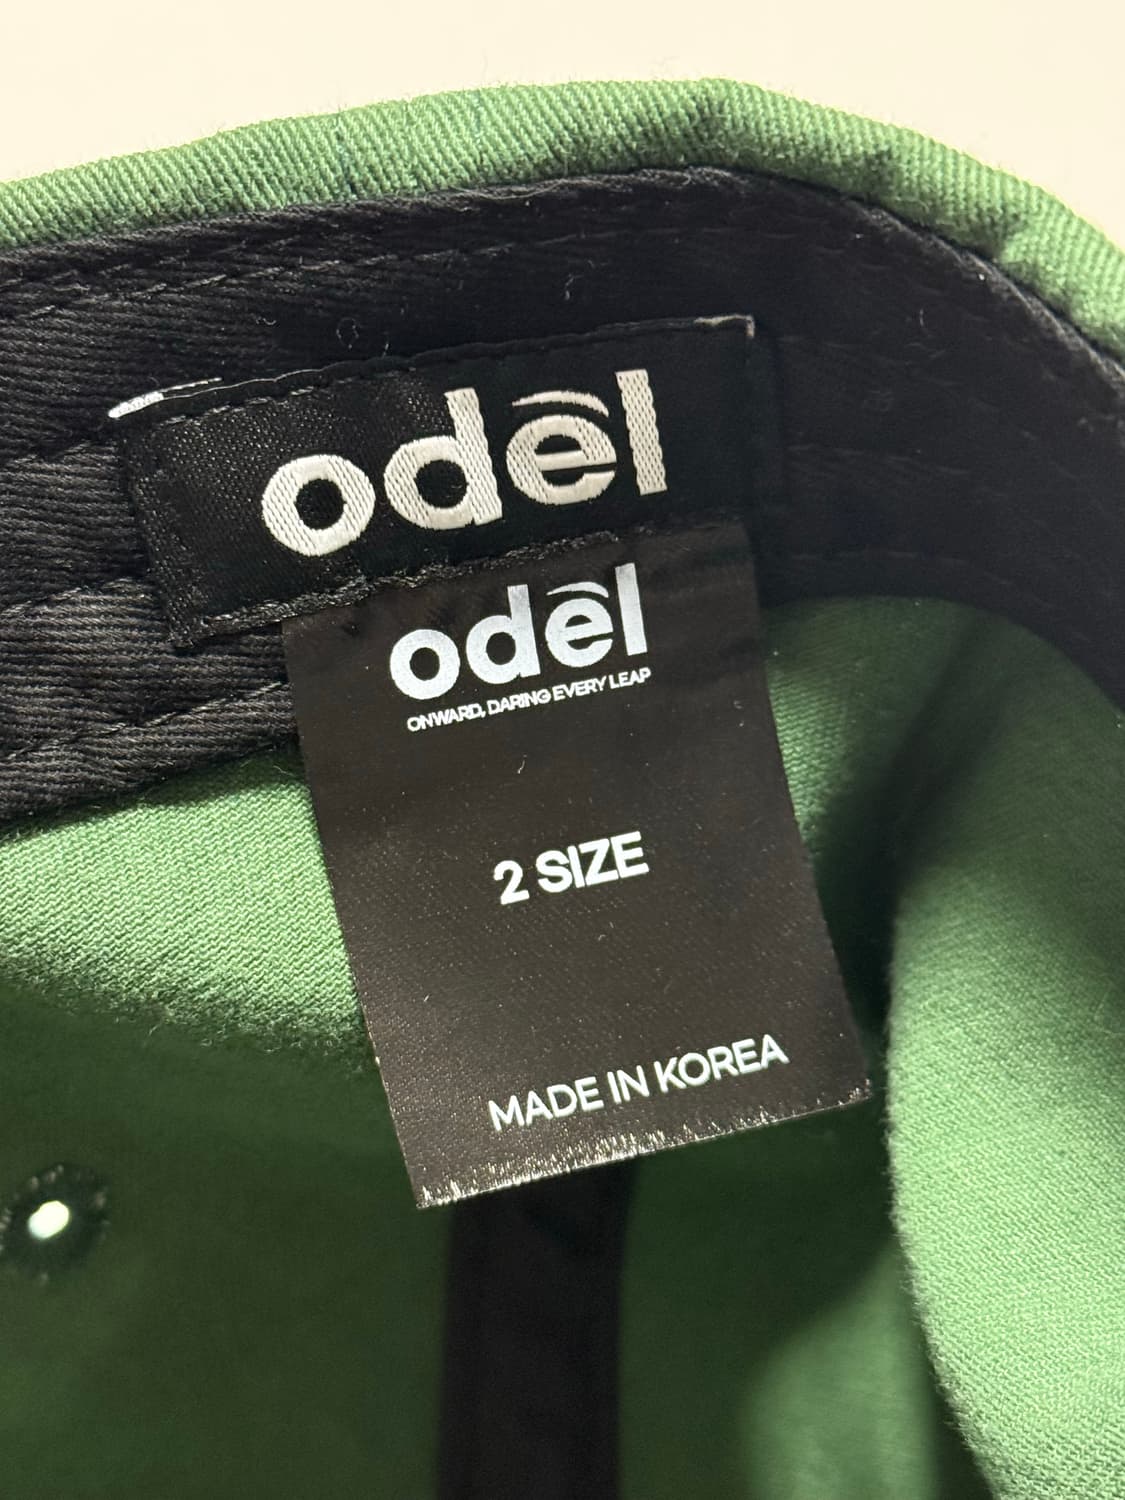 odēl
odēl
ONWARD, DARING EVERY LEAP
2 SIZE
MADE IN KOREA